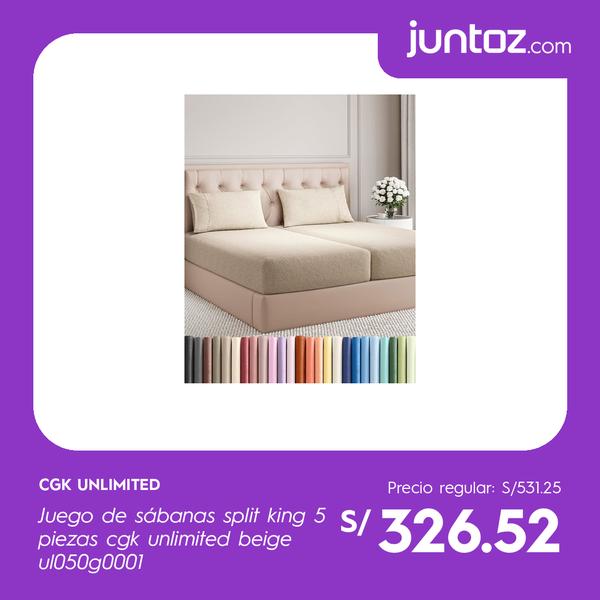 juntoz.com
CGK UNLIMITED
Juego de sábanas split king 5
piezas cgk unlimited beige
ul050g0001
Precio regular: S/531.25
S/ 326.52